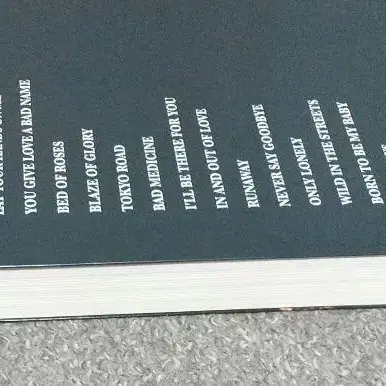 YOU GIVE LOVE A BAD NAME
BED OF ROSES
BLAZE OF GLORY
TOKYO ROAD
BAD MEDICINE
I'LL BE THERE FOR YOU
IN AND OUT OF LOVE
RUNAWAY
NEVER SAY GOODBYE
ONLY LONELY
WILD IN THE STREETS
BORN TO BE MY BABY